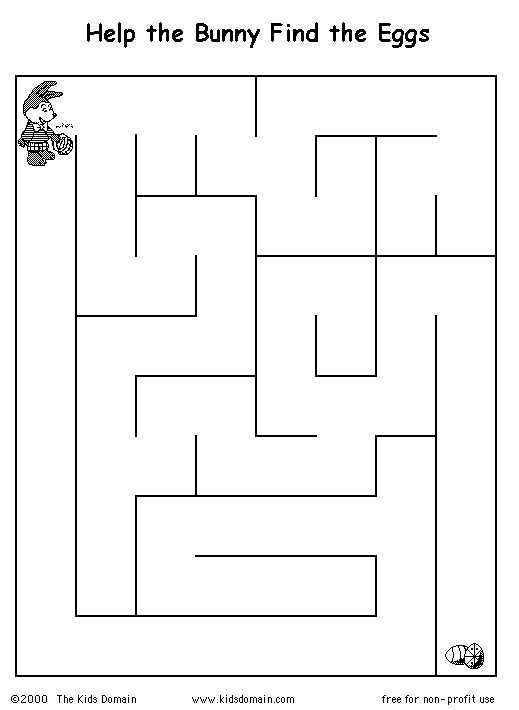 Help the Bunny Find the Eggs
©2000 The Kids Domain www.kidsdomain.com free for non-profit use